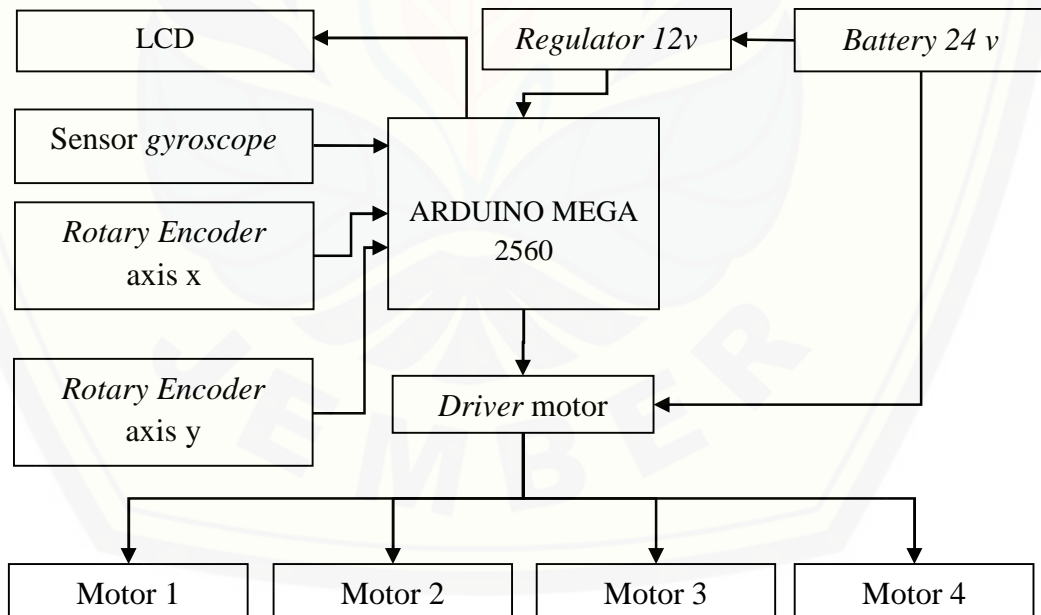 LCD
Regulator 12v
Battery 24 v
Sensor gyroscope
ARDUINO MEGA
2560
Rotary Encoder
axis x
Rotary Encoder
axis y
Driver motor
JEMBER
Motor 1
Motor 2
Motor 3
Motor 4